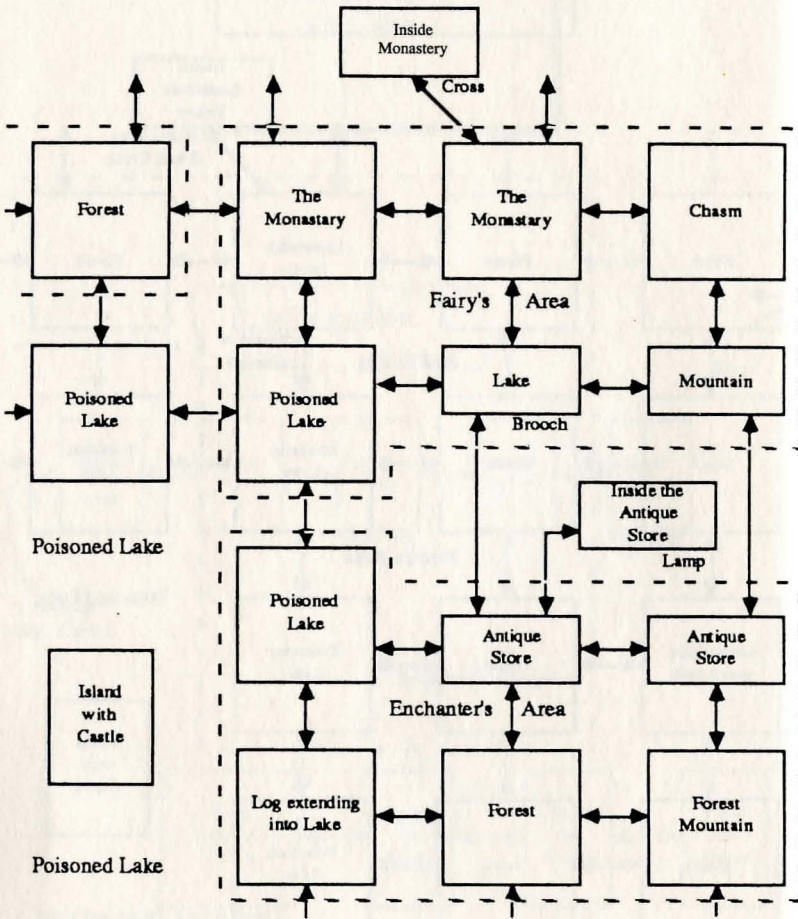 Inside
Monastery
Cross
Forest
The
Monastary
The
Monastary
Chasm
Fairy's Area
Poisoned
Lake
Poisoned
Lake
Lake
Mountain
Brooch
Inside the
Antique
Store
Lamp
Poisoned Lake
Poisoned
Lake
Antique
Store
Antique
Store
Island
with
Castle
Enchanter's Area
Log extending
into Lake
Forest
Forest
Mountain
Poisoned Lake